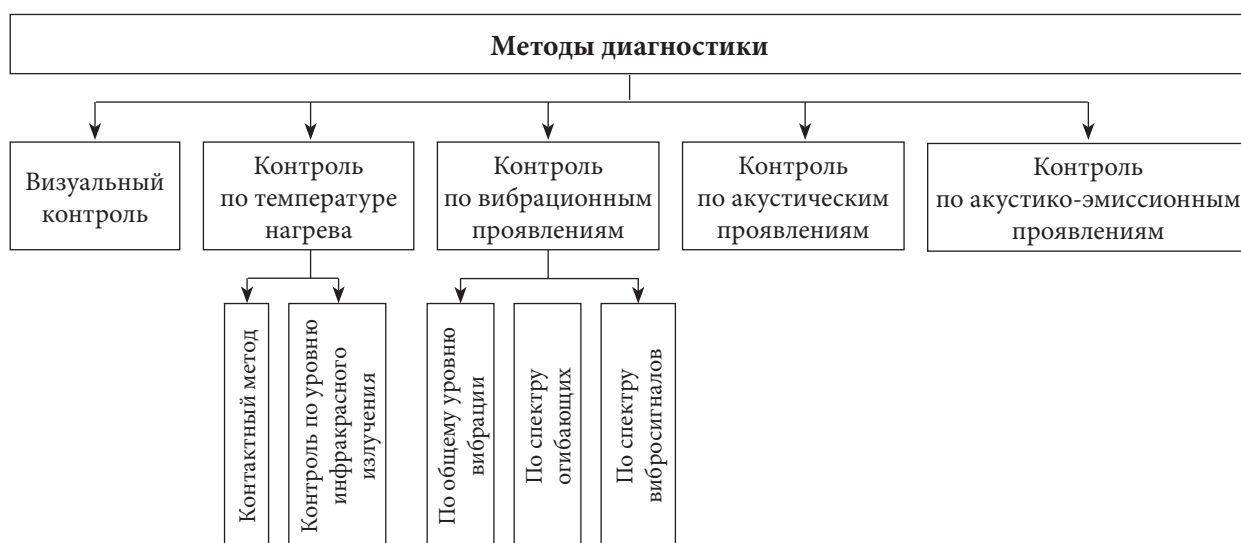 Методы диагностики
Визуальный
контроль
Контроль
по температуре
нагрева
Контроль
по вибрационным
проявлениям
Контроль
по акустическим
проявлениям
Контроль
по акустико-эмиссионным
проявлениям
Контактный метод
Контроль по уровню
инфракрасного
излучения
По общему уровню
вибрации
По спектру
огибающих
По спектру
вибросигналов